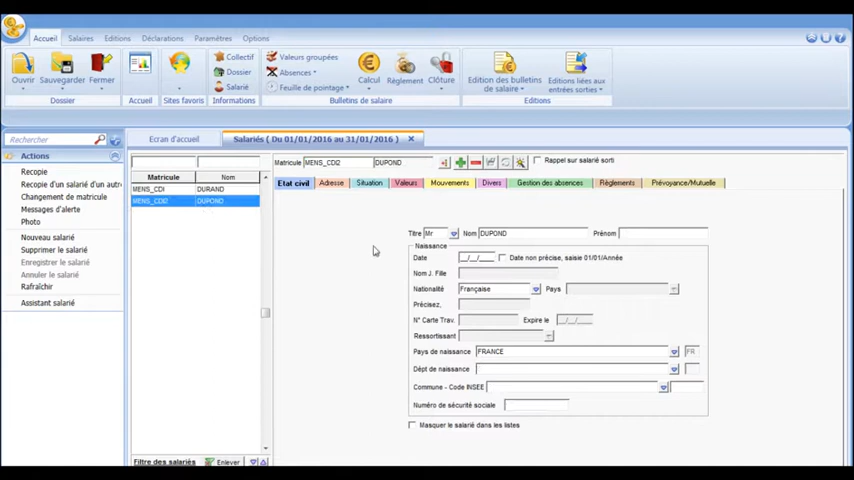 Accueil Salaires Editions Déclarations Paramètres Options
Ouvrir Sauvegarder Fermer
Dossier
Accueil
Accueil
Sites favoris
Collectif
Dossier
Salarié
Informations
Valeurs groupées
Absences
Feuille de pointage
Calcul Règlement Clôture
Bulletins de salaire
Edition des bulletins
de salaire
Editions liées aux
entrées sorties
Editions
Rechercher
Ecran d'accueil
Salariés ( Du 01/01/2016 au 31/01/2016 )
Actions
Recopie
Recopie d'un salarié d'un autr
Changement de matricule
Messages d'alerte
Photo
Nouveau salarié
Supprimer le salarié
Enregistrer le salarié
Annuler le salarié
Rafraîchir
Assistant salarié
Matricule Nom
MENS_CDI DURAND
MENS_CDI2 DUPOND
Filtre des salariés Enlever
Matricule MENS_CDI2 DUPOND
Rappel sur salarié sorti
Etat civil Adresse Situation Valeurs Mouvements Divers Gestion des absences Règlements Prévoyance/Mutuelle
Titre Mr Nom DUPOND Prénom
Naissance
Date __/__/____ Date non précise, saisie 01/01/Année
Nom J. Fille
Nationalité Française Pays
Précisez,
N° Carte Trav. Expire le __/__/____
Ressortissant
Pays de naissance FRANCE FR
Dépt de naissance
Commune - Code INSEE
Numéro de sécurité sociale
Masquer le salarié dans les listes